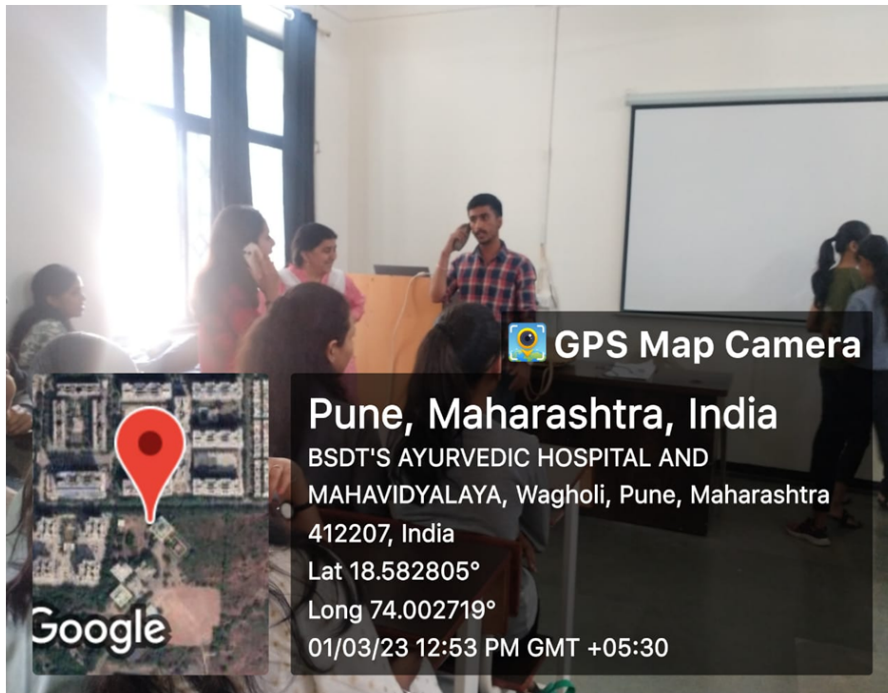 GPS Map Camera
Pune, Maharashtra, India
BSDT'S AYURVEDIC HOSPITAL AND
MAHAVIDYALAYA, Wagholi, Pune, Maharashtra
412207, India
Lat 18.582805°
Long 74.002719°
01/03/23 12:53 PM GMT +05:30
Google